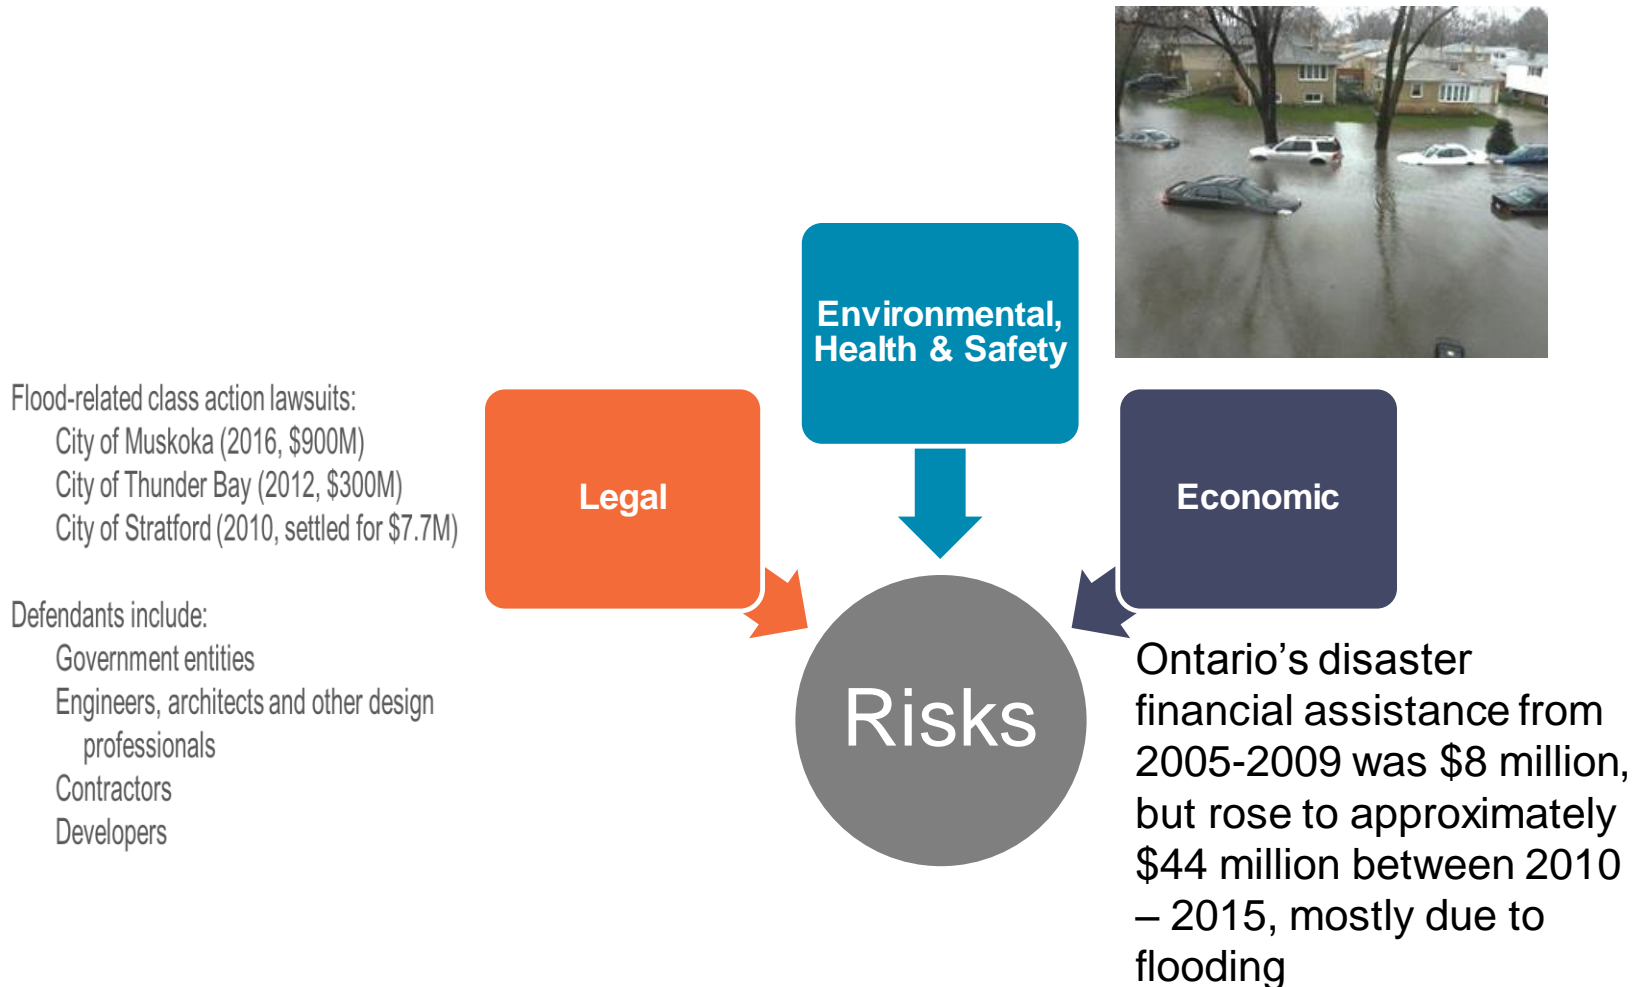 Environmental,
Health & Safety
Flood-related class action lawsuits:
City of Muskoka (2016, $900M)
City of Thunder Bay (2012, $300M)
City of Stratford (2010, settled for $7.7M)
Defendants include:
Government entities
Engineers, architects and other design
professionals
Contractors
Developers
Legal
Economic
Risks
Ontario’s disaster
financial assistance from
2005-2009 was $8 million,
but rose to approximately
$44 million between 2010
– 2015, mostly due to
flooding